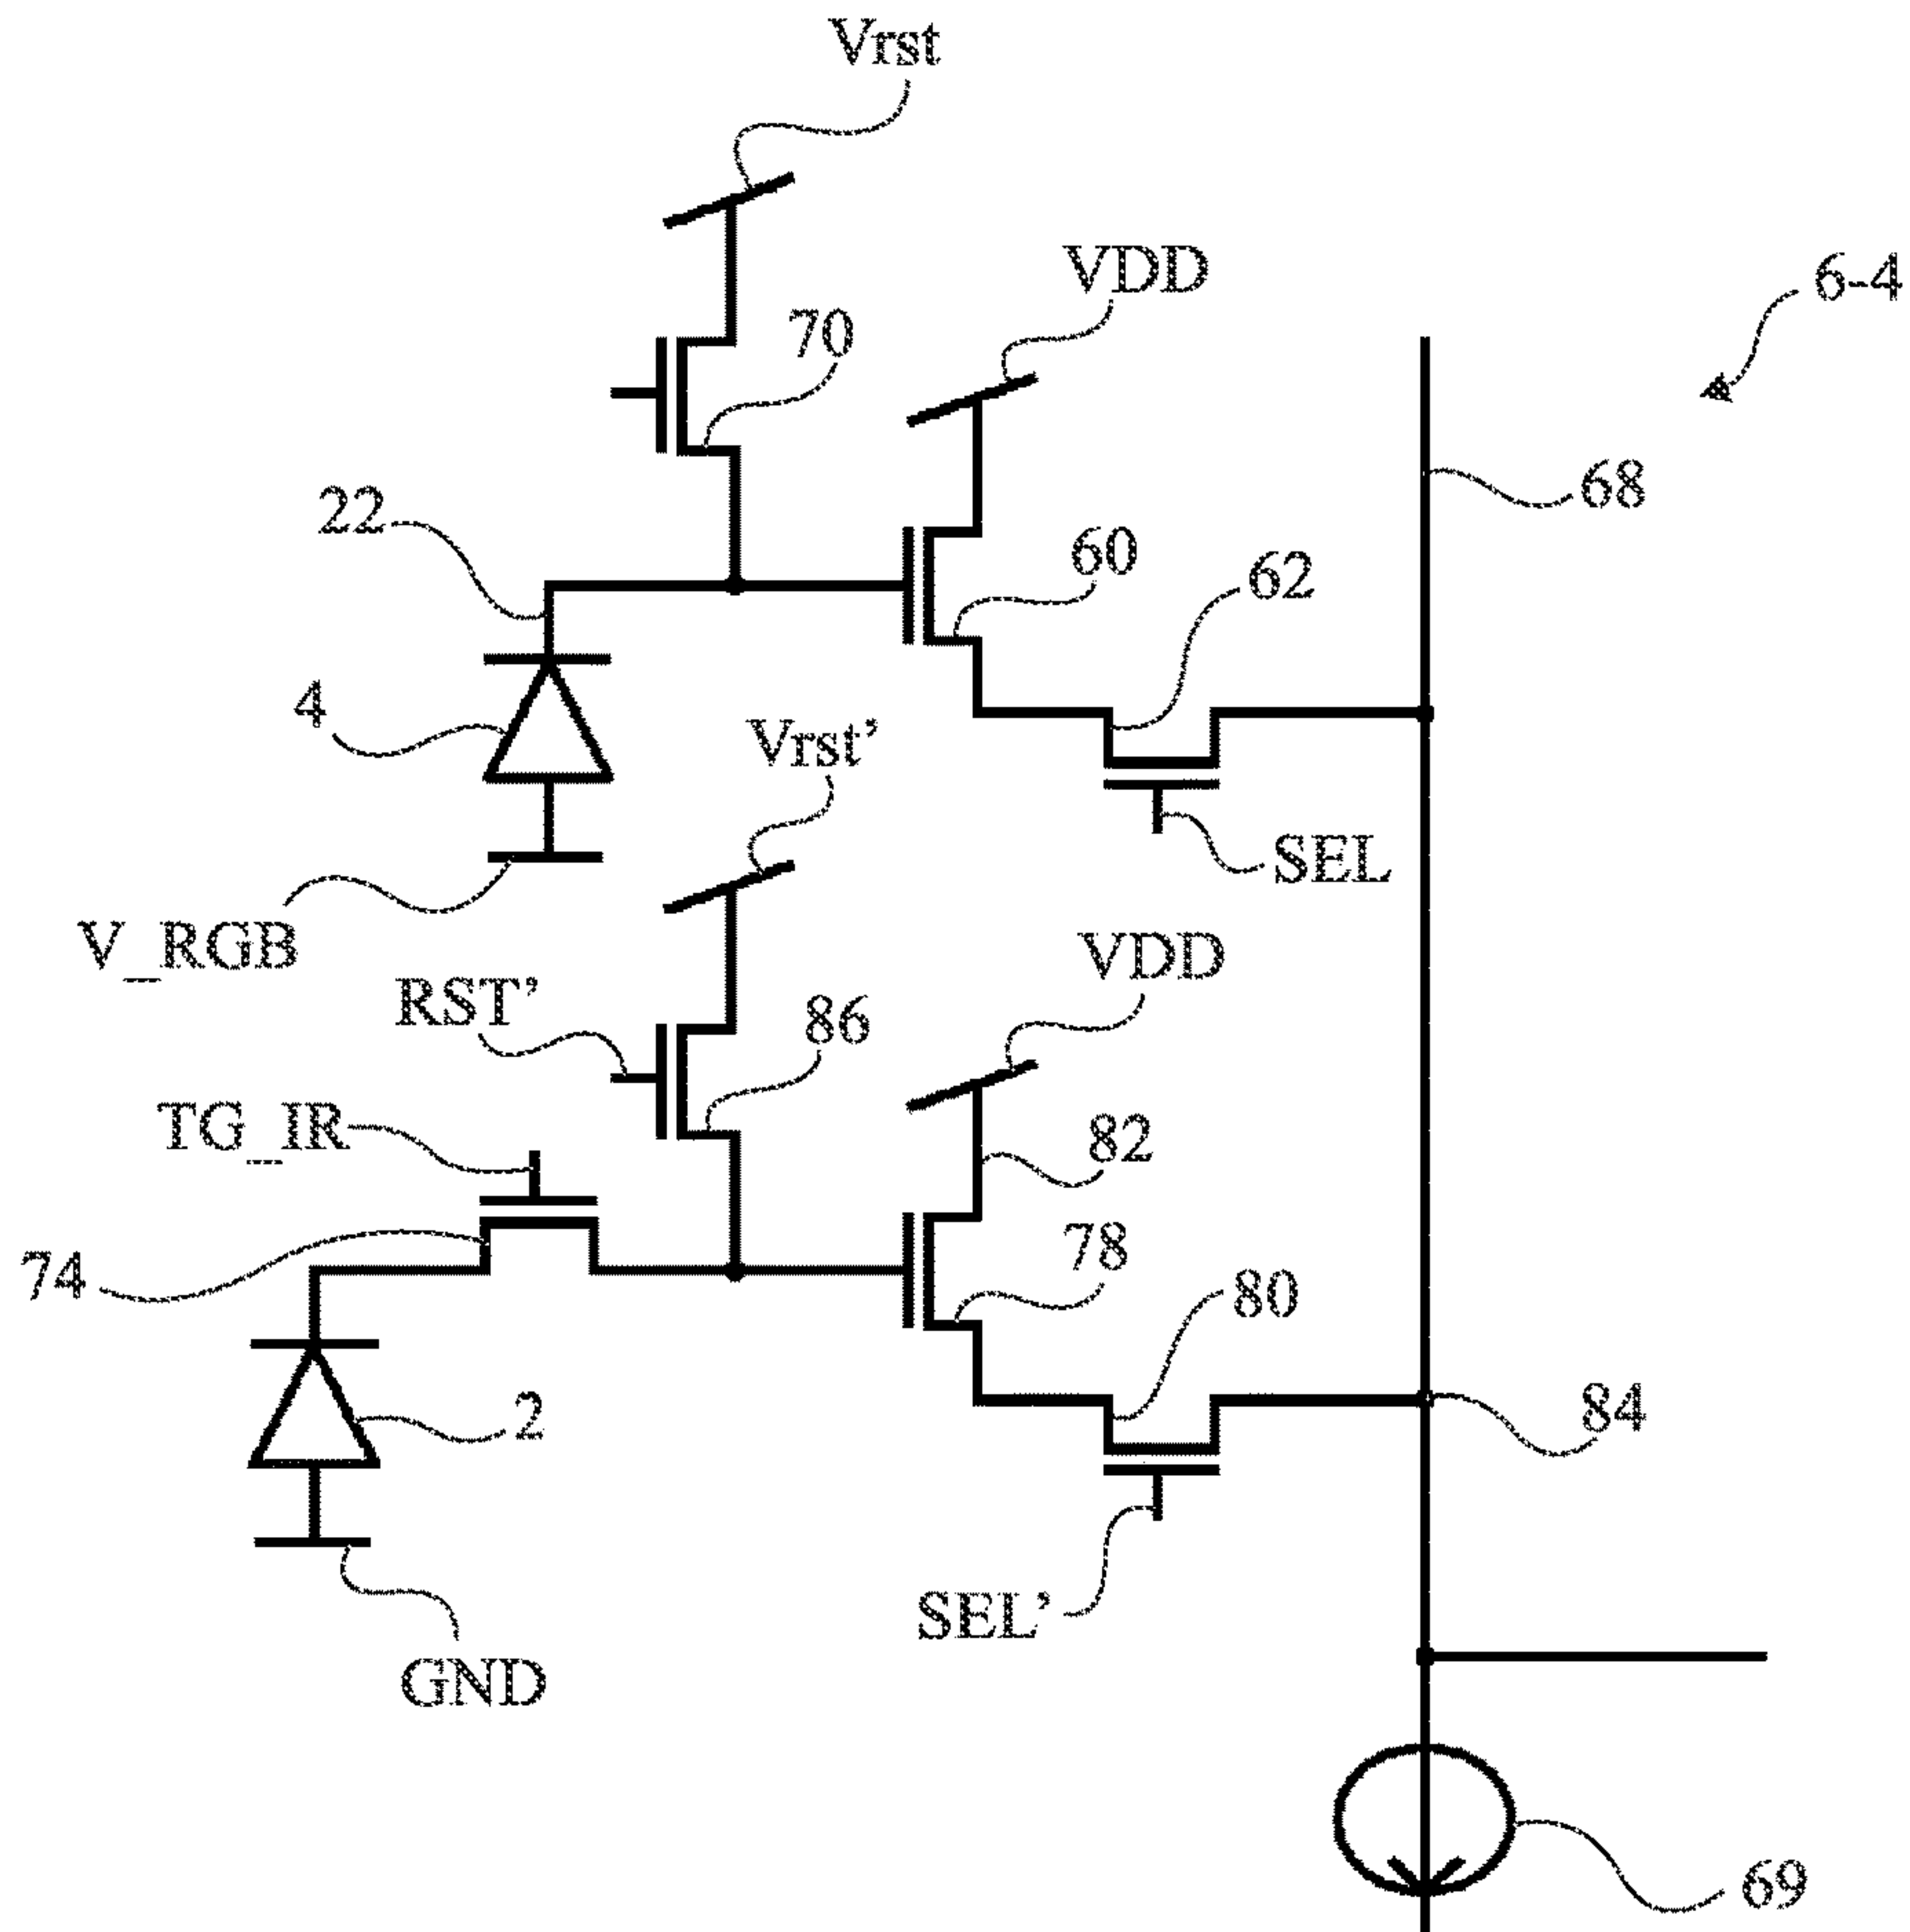 Vrst
VDD
6-4
70
68
22
60
62
4
Vrst’
SEL
V_RGB
VDD
RST’
86
TG_IR
82
78
74
80
2
84
SEL’
GND
69